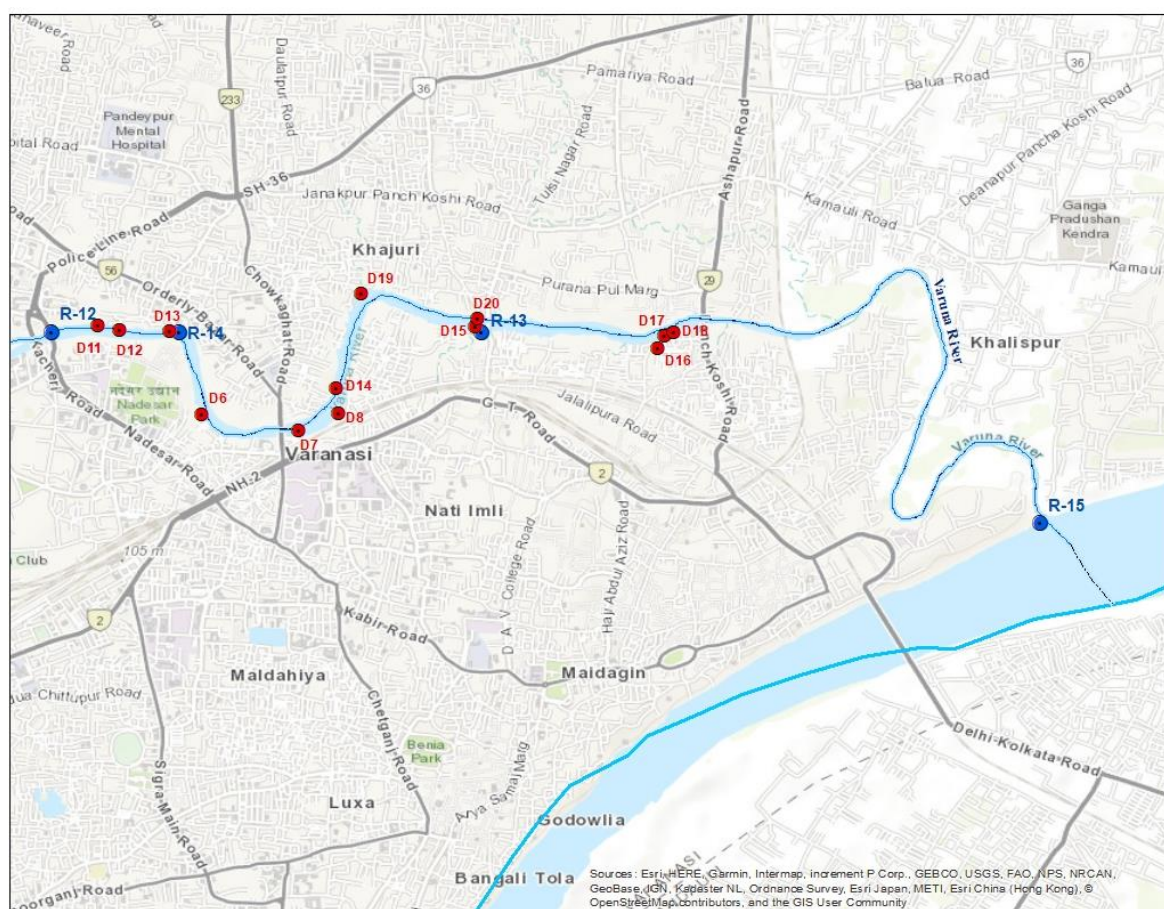 Daulatpur Road
36
Pamariya Road
Batua Road
36
233
Pandeypur
Mental
Hospital
Deanapur Pancha Koshi Road
Ashapur Road
Tulsi Nagar Road
SH-36
Janakpur Panch Koshi Road
Kamauli Road
Ganga
Pradushan
Kendra
Police Line Road
Khajuri
56
Orderly Bazar Road
Chowkaghat Road
D19
Purana Pul Marg
29
Varuna River
R-12
D13
D20
D11
D12
R-14
D15
R-13
D17
D18
D16
Khalispur
Kacheri Road
नदेसर उद्यान
Nadesar
Park
D14
D6
D8
D7
G T Road
Jalalipura Road
Varuna River
Varanasi
Nadesar Road
NH-2
2
R-15
Nati Imli
D A V College Road
Haji Abdul Aziz Road
105 m
Club
2
Kabir Road
Maldahiya
Maidagin
Chittupur Road
Chetganj Road
Delhi-Kolkata Road
Benia
Park
Sigra-Main-Road
Luxa
Arya Samaj Marg
Godowlia
Bangali Tola
Sources: Esri, HERE, Garmin, Intermap, increment P Corp., GEBCO, USGS, FAO, NPS, NRCAN,
GeoBase, IGN, Kadaster NL, Ordnance Survey, Esri Japan, METI, Esri China (Hong Kong), ©
OpenStreetMap contributors, and the GIS User Community